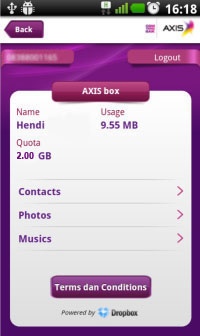 16:18
Back
AXIS
Logout
AXIS box
Name
Usage
Hendi
9.55 MB
Quota
2.00 GB
Contacts
Photos
Musics
Terms dan Conditions
Powered by Dropbox